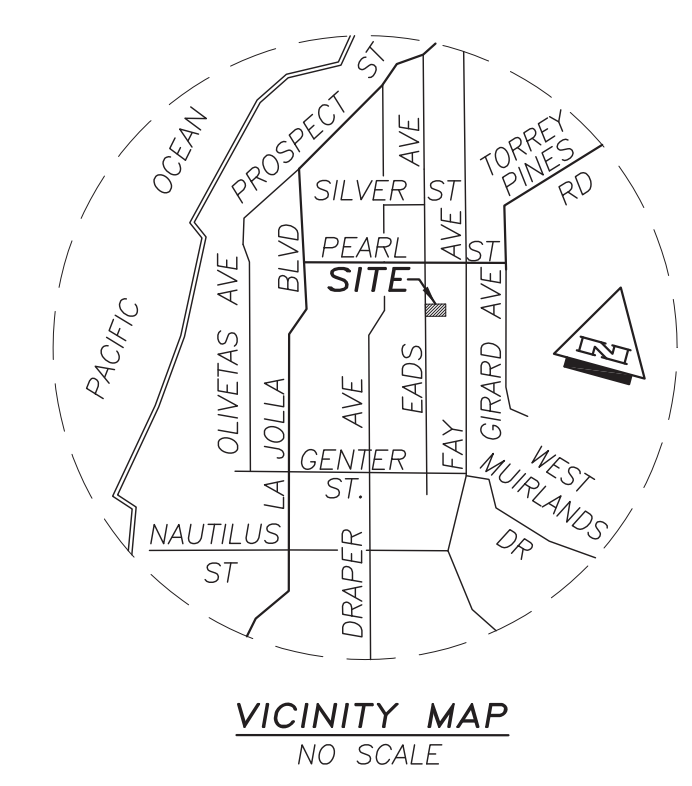 PACIFIC OCEAN
PROSPECT ST
TORREY
PINES
RD
AVE
SILVER ST
PEARL ST
SITE
OLIVETAS AVE
LA JOLLA BLVD
DRAPER AVE
EADS
FAY AVE
GIRARD AVE
N
GENTER
ST.
WEST
MUIRLANDS
DR
NAUTILUS
ST
VICINITY MAP
NO SCALE